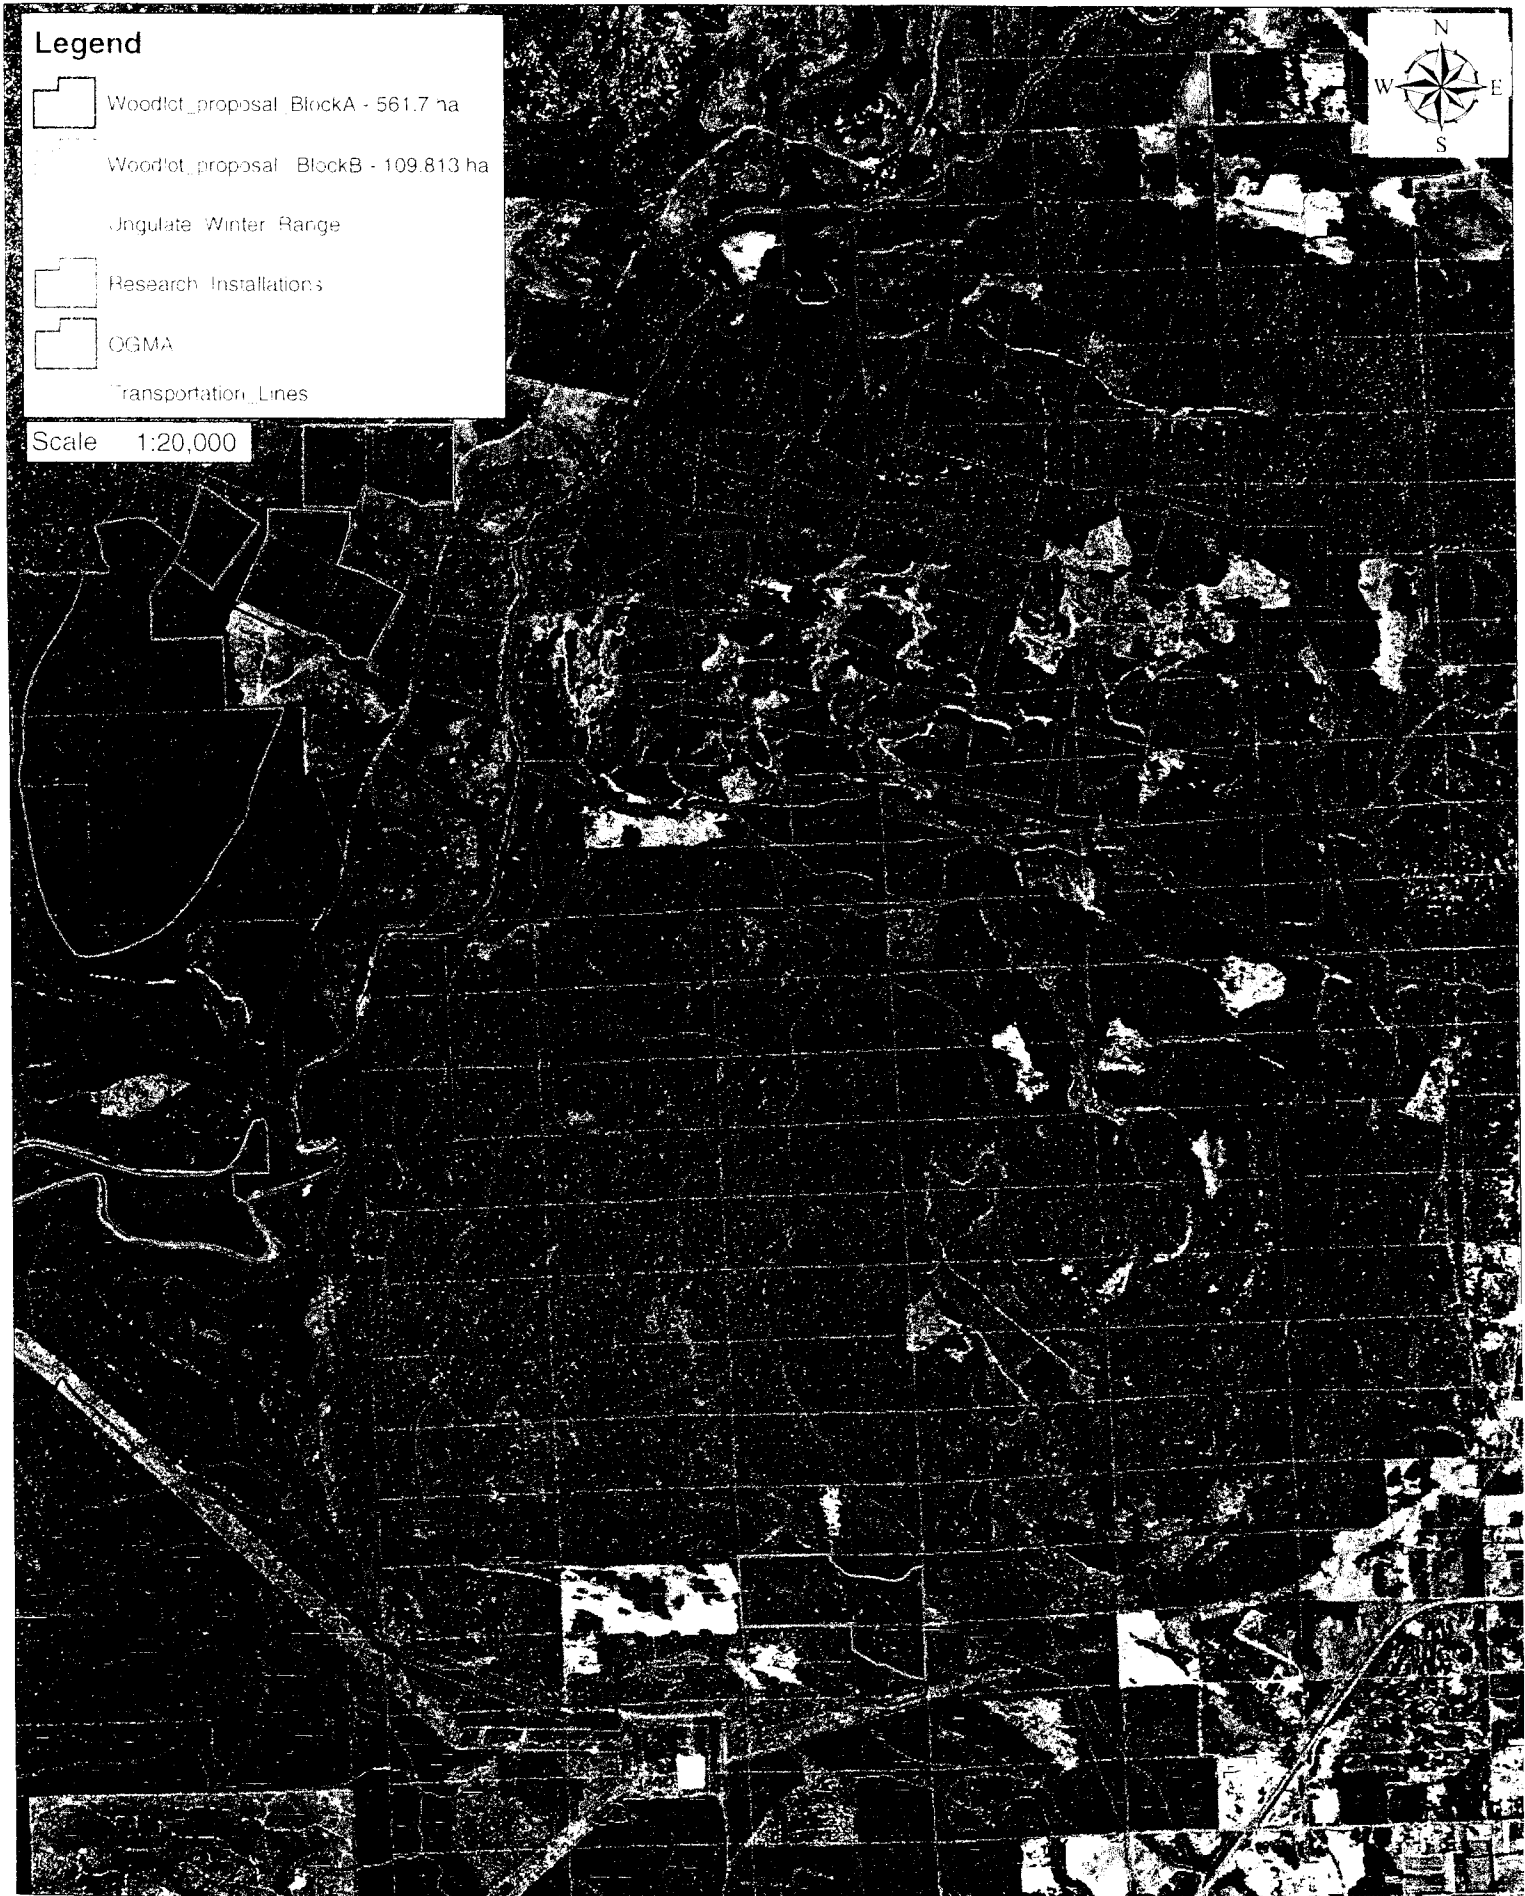 Legend
Woodlot_proposal_BlockA - 561.7 ha
Woodlot_proposal_BlockB - 109.813 ha
Ungulate_Winter_Range
Research_Installations
OGMA
Transportation_Lines
Scale 1:20,000
N
W E
S